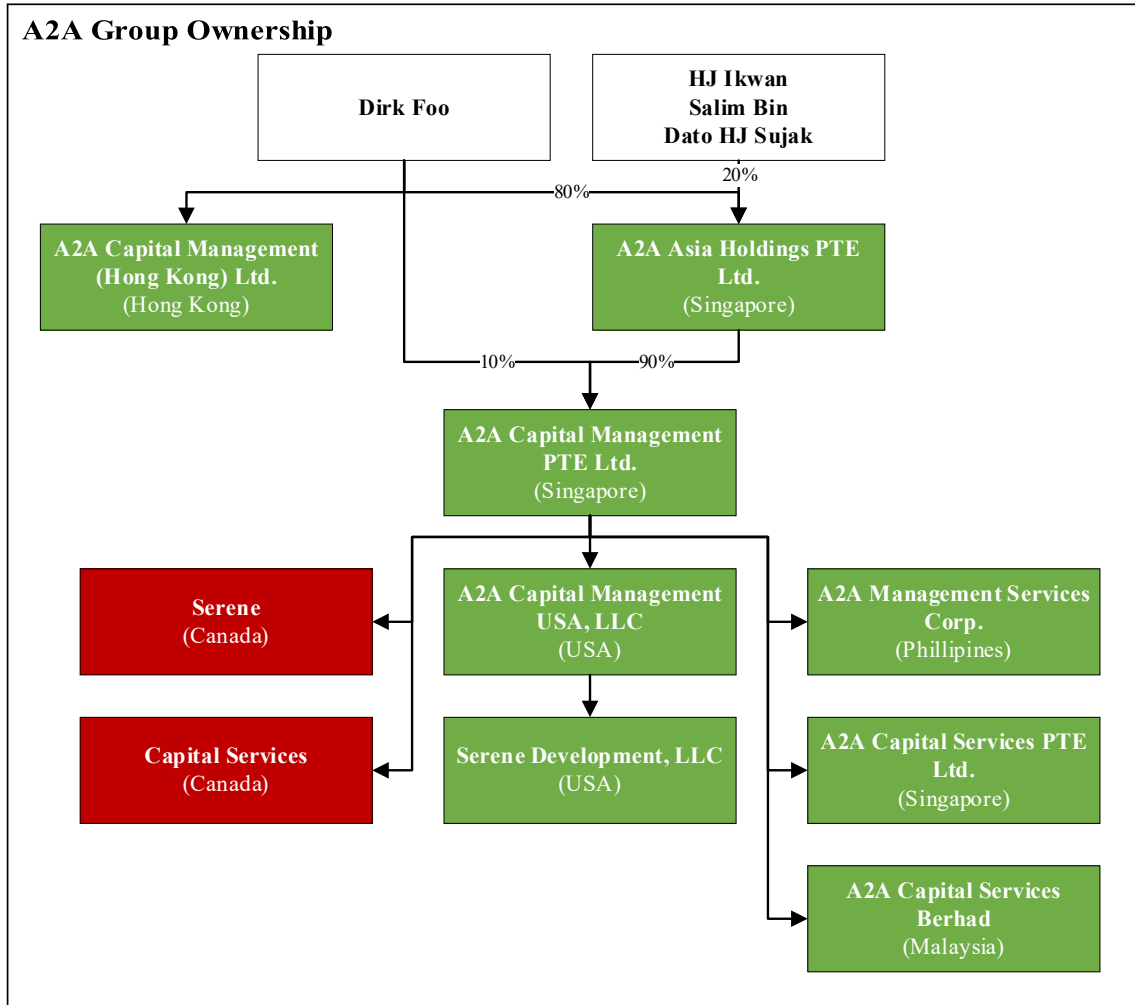 A2A Group Ownership
Dirk Foo
HJ Ikwan
Salim Bin
Dato HJ Sujak
20%
80%
A2A Capital Management
(Hong Kong) Ltd.
(Hong Kong)
A2A Asia Holdings PTE
Ltd.
(Singapore)
10%
90%
A2A Capital Management
PTE Ltd.
(Singapore)
Serene
(Canada)
A2A Capital Management
USA, LLC
(USA)
A2A Management Services
Corp.
(Phillipines)
Capital Services
(Canada)
Serene Development, LLC
(USA)
A2A Capital Services PTE
Ltd.
(Singapore)
A2A Capital Services
Berhad
(Malaysia)